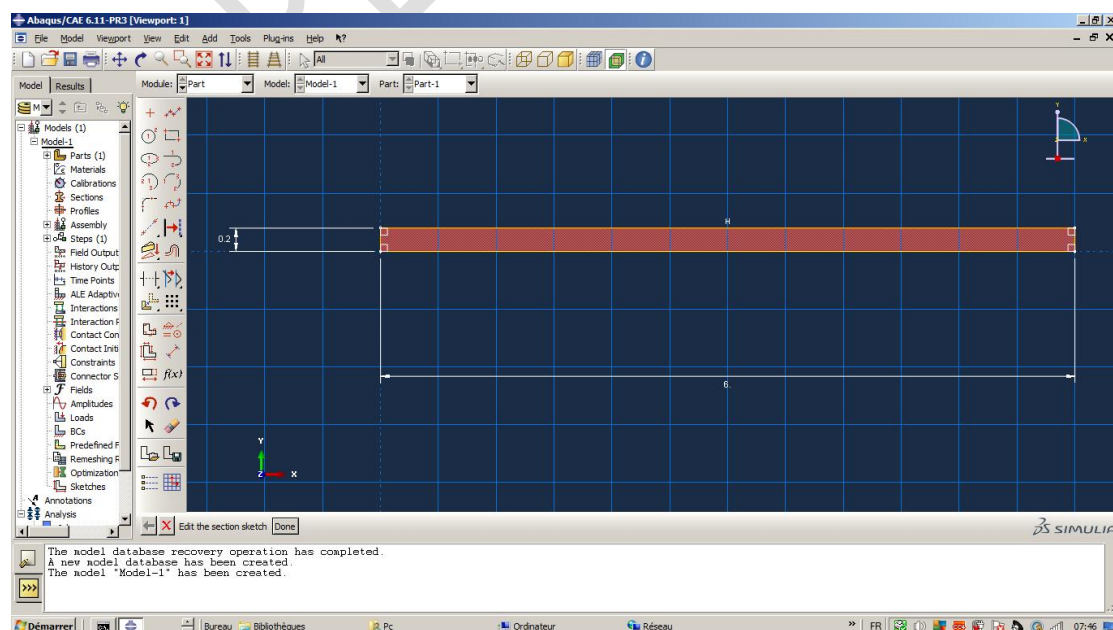 Abaqus/CAE 6.11-PR3 [Viewport: 1]
File Model Viewport View Edit Add Tools Plug-ins Help
All
Model Results Module: Part Model: Model-1 Part: Part-1
Models (1)
Model-1
Parts (1)
Materials
Calibrations
Sections
Profiles
Assembly
Steps (1)
Field Output
History Outp
Time Points
ALE Adaptiv
Interactions
Interaction P
Contact Con
Contact Initi
Constraints
Connector S
Fields
Amplitudes
Loads
BCs
Predefined F
Remeshing R
Optimization
Sketches
Annotations
Analysis
f(x)
Y
X
H
0.2
6.
Y
Z X
Edit the section sketch Done
SIMULIA
The model database recovery operation has completed.
A new model database has been created.
The model "Model-1" has been created.
>>>
Démarrer Bureau Bibliothèques Pc Ordinateur Réseau » FR 07:46